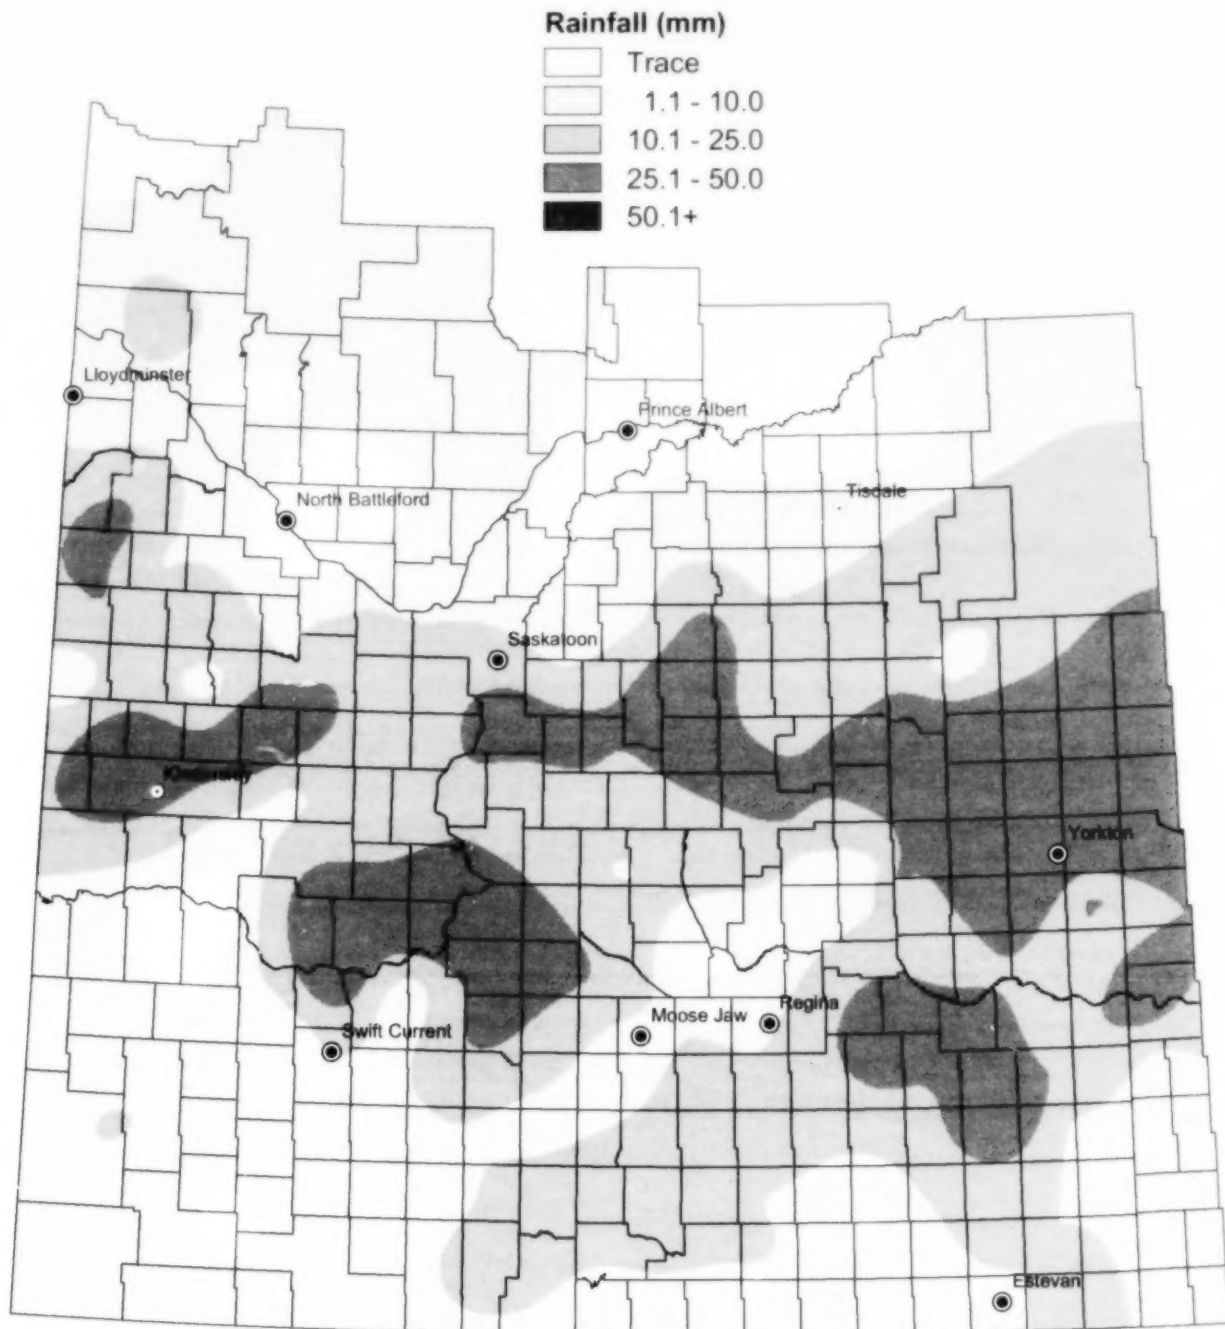 Rainfall (mm)
Trace
1.1 - 10.0
10.1 - 25.0
25.1 - 50.0
50.1+
Lloydminster
Prince Albert
Tisdale
North Battleford
Saskatoon
Kindersley
Yorkton
Moose Jaw
Regina
Swift Current
Estevan